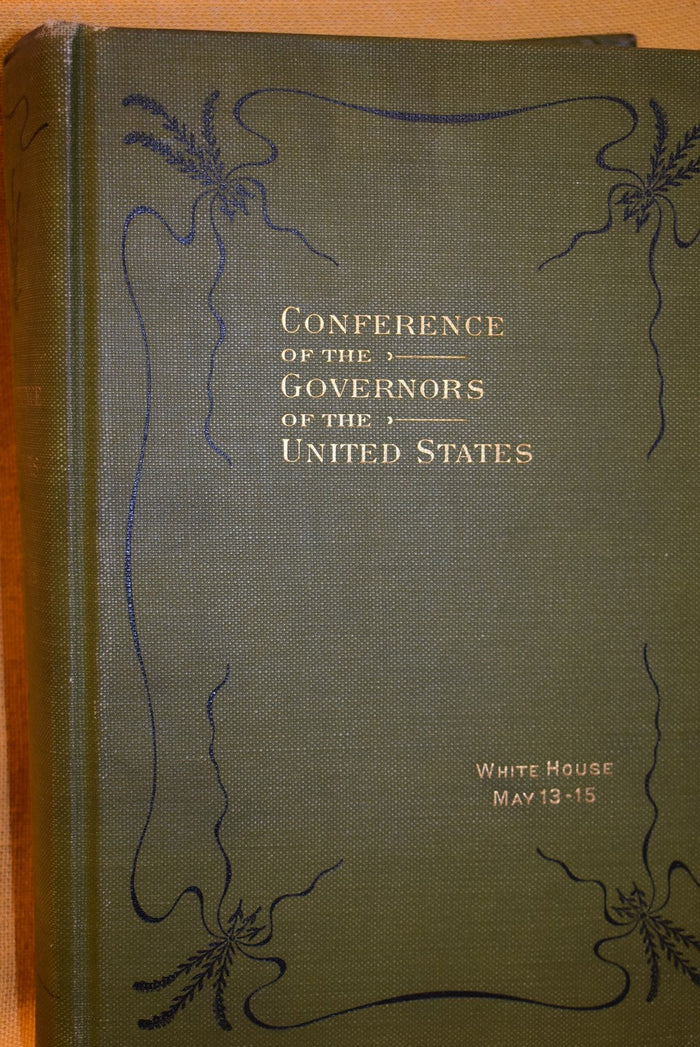 CONFERENCE
OF THE
GOVERNORS
OF THE
UNITED STATES
WHITE HOUSE
MAY 13-15